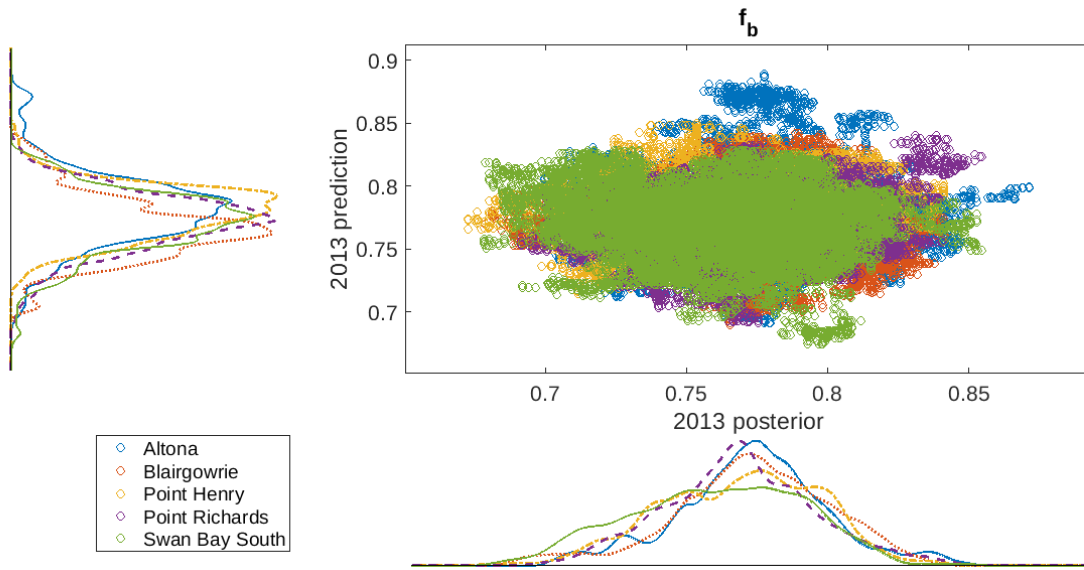 f_b
0.9
0.85
0.8
0.75
0.7
2013 prediction
0.7 0.75 0.8 0.85
2013 posterior
Altona
Blairgowrie
Point Henry
Point Richards
Swan Bay South